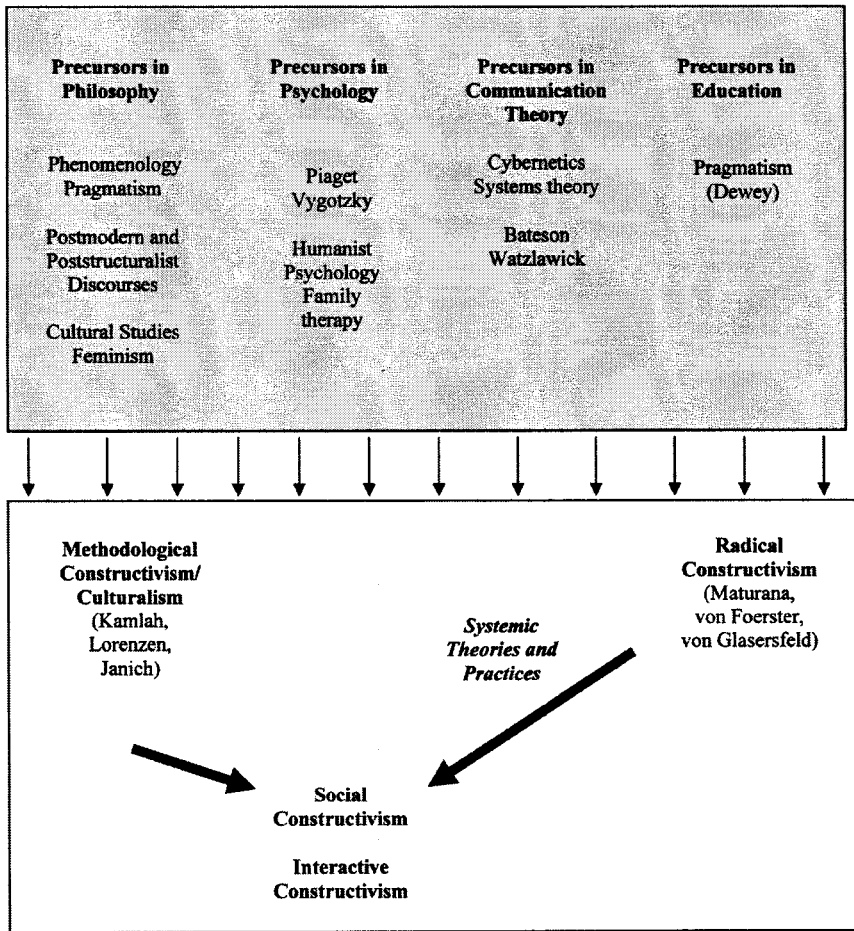 Precursors in
Philosophy
Phenomenology
Pragmatism
Postmodern and
Poststructuralist
Discourses
Cultural Studies
Feminism
Precursors in
Psychology
Piaget
Vygotzky
Humanist
Psychology
Family
therapy
Precursors in
Communication
Theory
Cybernetics
Systems theory
Bateson
Watzlawick
Precursors in
Education
Pragmatism
(Dewey)
Methodological
Constructivism/
Culturalism
(Kamlah,
Lorenzen,
Janich)
Systemic
Theories and
Practices
Radical
Constructivism
(Maturana,
von Foerster,
von Glasersfeld)
Social
Constructivism
Interactive
Constructivism